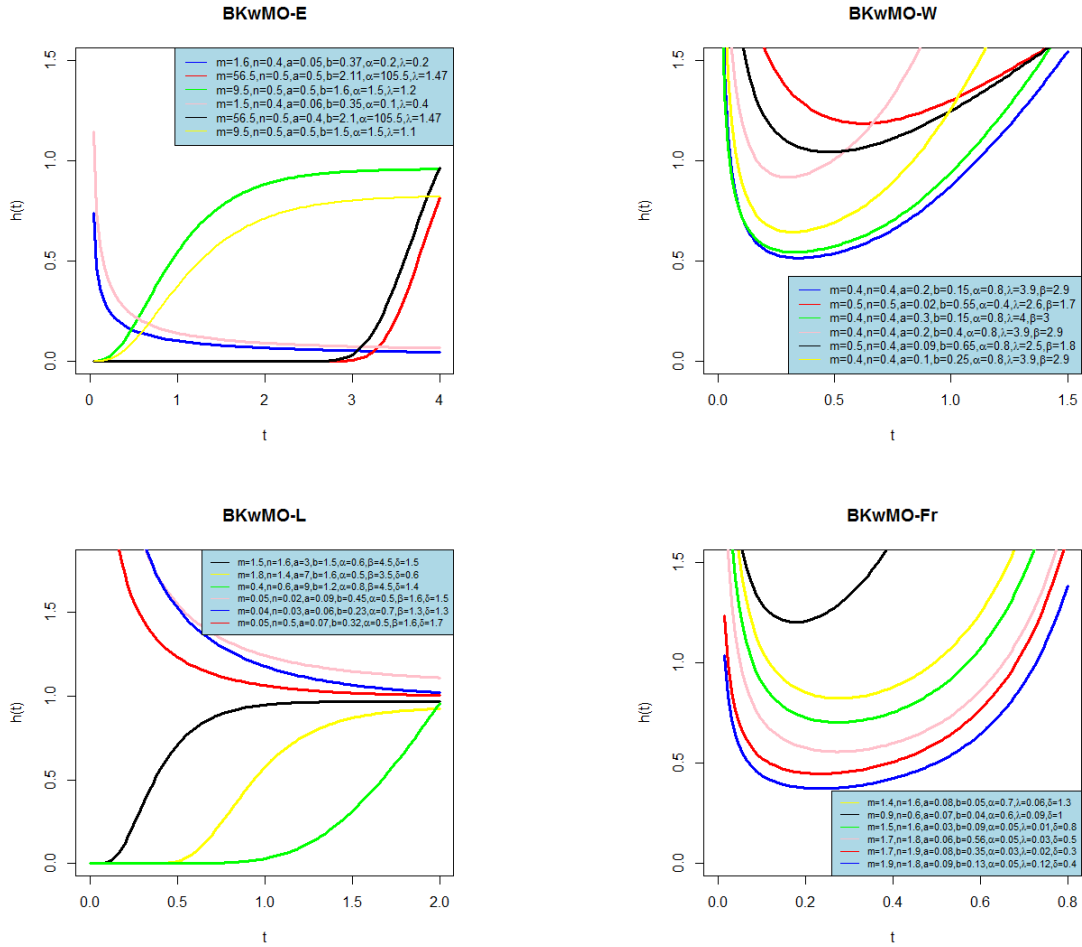 BKwMO-E
m=1.6,n=0.4,a=0.05,b=0.37,α=0.2,λ=0.2
m=56.5,n=0.5,a=0.5,b=2.11,α=105.5,λ=1.47
m=9.5,n=0.5,a=0.5,b=1.6,α=1.5,λ=1.2
m=1.5,n=0.4,a=0.06,b=0.35,α=0.1,λ=0.4
m=56.5,n=0.5,a=0.4,b=2.1,α=105.5,λ=1.47
m=9.5,n=0.5,a=0.5,b=1.5,α=1.5,λ=1.1
h(t)
1.5
1.0
0.5
0.0
0 1 2 3 4
t
BKwMO-W
h(t)
1.5
1.0
0.5
0.0
m=0.4,n=0.4,a=0.2,b=0.15,α=0.8,λ=3.9,β=2.9
m=0.5,n=0.5,a=0.02,b=0.55,α=0.4,λ=2.6,β=1.7
m=0.4,n=0.4,a=0.3,b=0.15,α=0.8,λ=4,β=3
m=0.4,n=0.4,a=0.2,b=0.4,α=0.8,λ=3.9,β=2.9
m=0.5,n=0.4,a=0.09,b=0.65,α=0.8,λ=2.5,β=1.8
m=0.4,n=0.4,a=0.1,b=0.25,α=0.8,λ=3.9,β=2.9
0.0 0.5 1.0 1.5
t
BKwMO-L
m=1.5,n=1.6,a=3,b=1.5,α=0.6,β=4.5,δ=1.5
m=1.8,n=1.4,a=7,b=1.6,α=0.5,β=3.5,δ=0.6
m=0.4,n=0.6,a=9,b=1.2,α=0.8,β=4.5,δ=1.4
m=0.05,n=0.02,a=0.09,b=0.45,α=0.5,β=1.6,δ=1.5
m=0.04,n=0.03,a=0.06,b=0.23,α=0.7,β=1.3,δ=1.3
m=0.05,n=0.5,a=0.07,b=0.32,α=0.5,β=1.6,δ=1.7
h(t)
1.5
1.0
0.5
0.0
0.0 0.5 1.0 1.5 2.0
t
BKwMO-Fr
h(t)
1.5
1.0
0.5
0.0
m=1.4,n=1.6,a=0.08,b=0.05,α=0.7,λ=0.06,δ=1.3
m=0.9,n=0.6,a=0.07,b=0.04,α=0.6,λ=0.09,δ=1
m=1.5,n=1.6,a=0.03,b=0.09,α=0.05,λ=0.01,δ=0.8
m=1.7,n=1.8,a=0.06,b=0.56,α=0.05,λ=0.03,δ=0.5
m=1.7,n=1.9,a=0.08,b=0.35,α=0.03,λ=0.02,δ=0.3
m=1.9,n=1.8,a=0.09,b=0.13,α=0.05,λ=0.12,δ=0.4
0.0 0.2 0.4 0.6 0.8
t